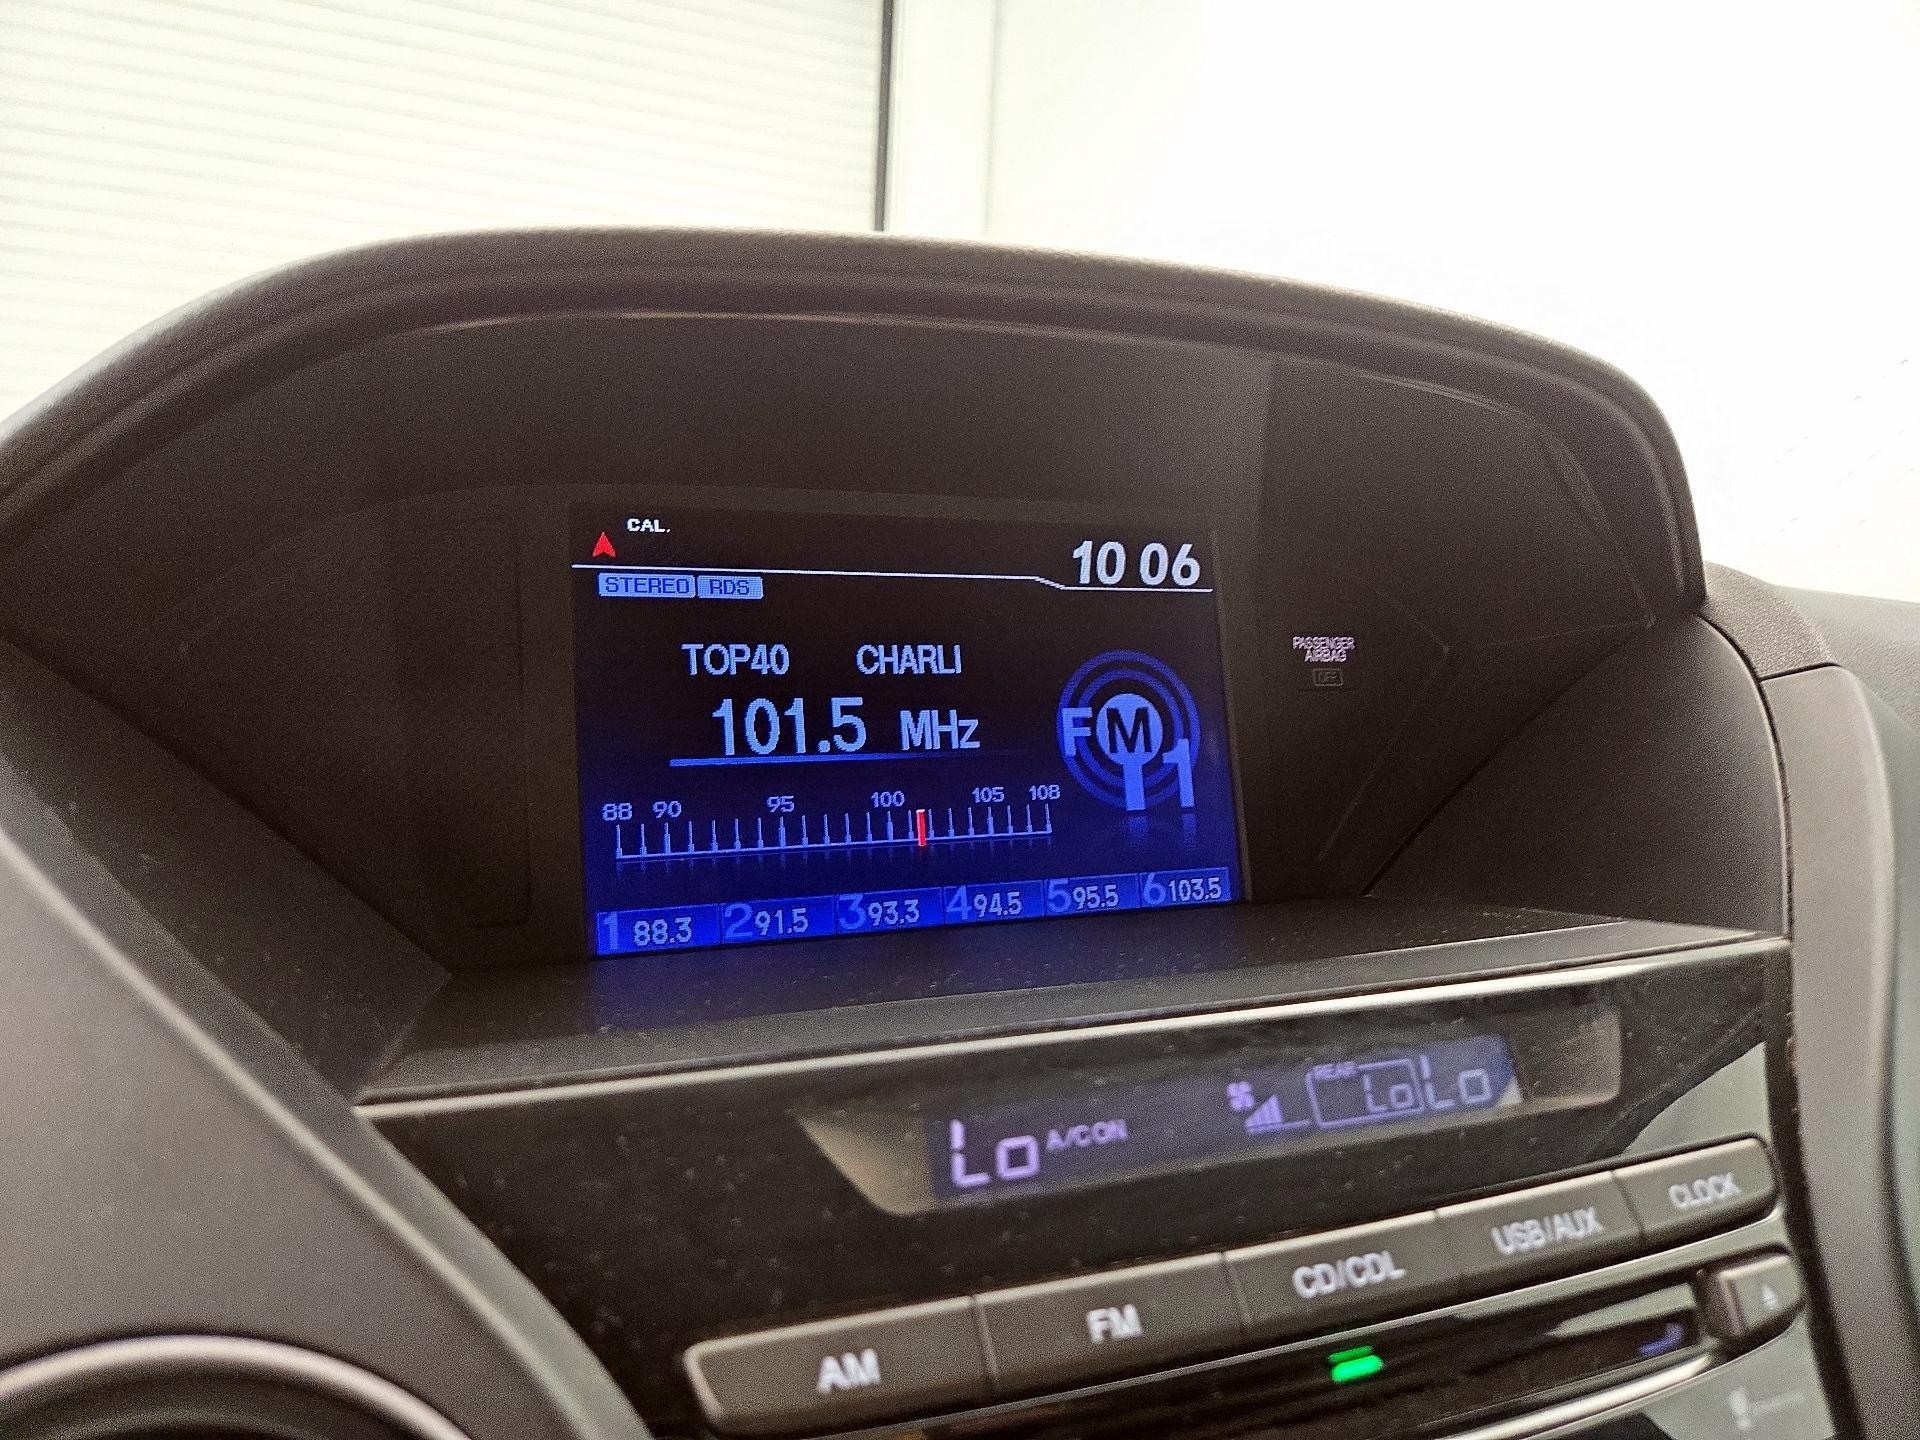 CAL.
10 06
STEREO RDS
TOP40 CHARLI
101.5 MHz
FM1
88 90 95 100 105 108
1 88.3 2 91.5 3 93.3 4 94.5 5 95.5 6 103.5
PASSENGER
AIRBAG
OFF
Lo A/C ON REAR Lo Lo
AM FM CD/CDL USB/AUX CLOCK